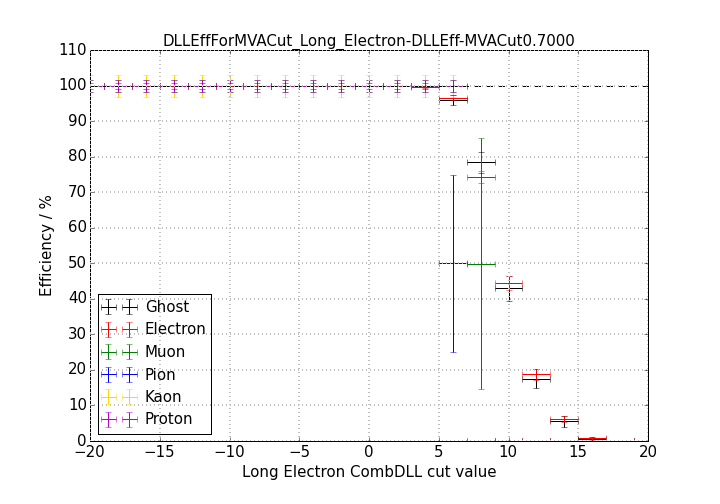 DLLEffForMVACut_Long_Electron-DLLEff-MVACut0.7000
110
100
90
80
70
60
50
40
30
20
10
0
Efficiency / %
Ghost
Electron
Muon
Pion
Kaon
Proton
−20 −15 −10 −5 0 5 10 15 20
Long Electron CombDLL cut value